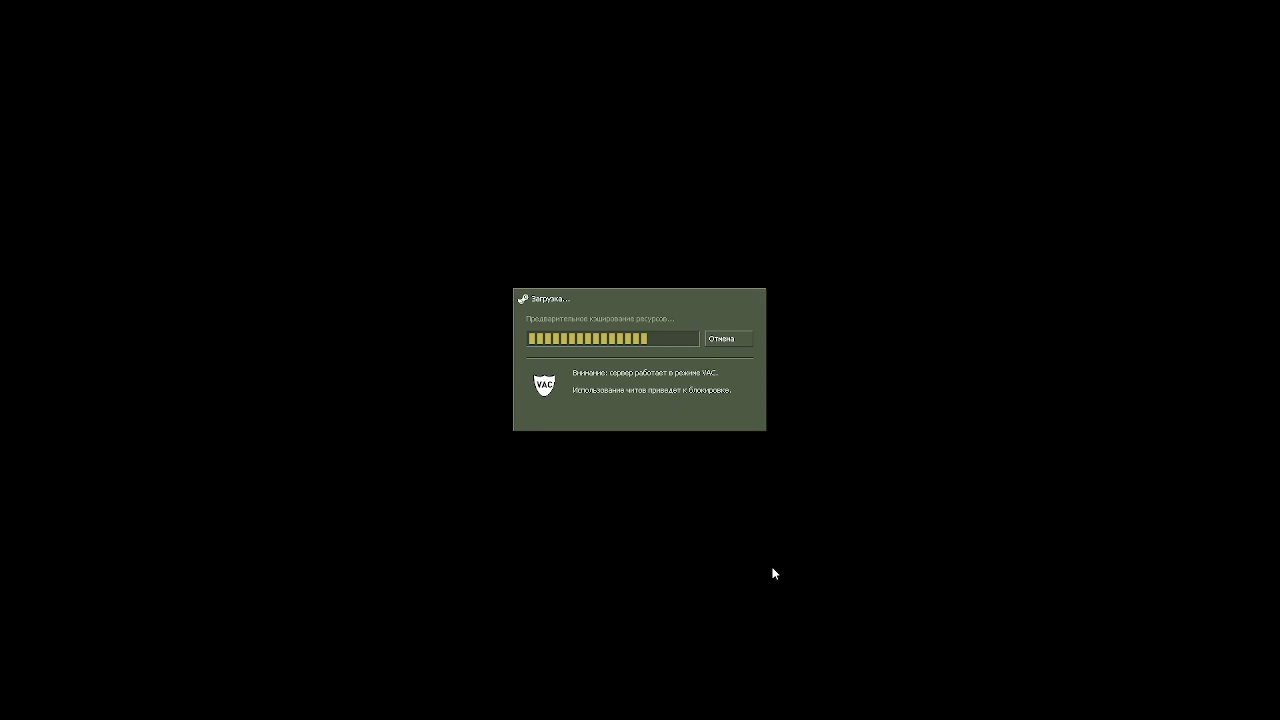 Загрузка...
Предварительное кэширование ресурсов...
Отмена
Внимание: сервер работает в режиме VAC.
VAC
Использование читов приведет к блокировке.